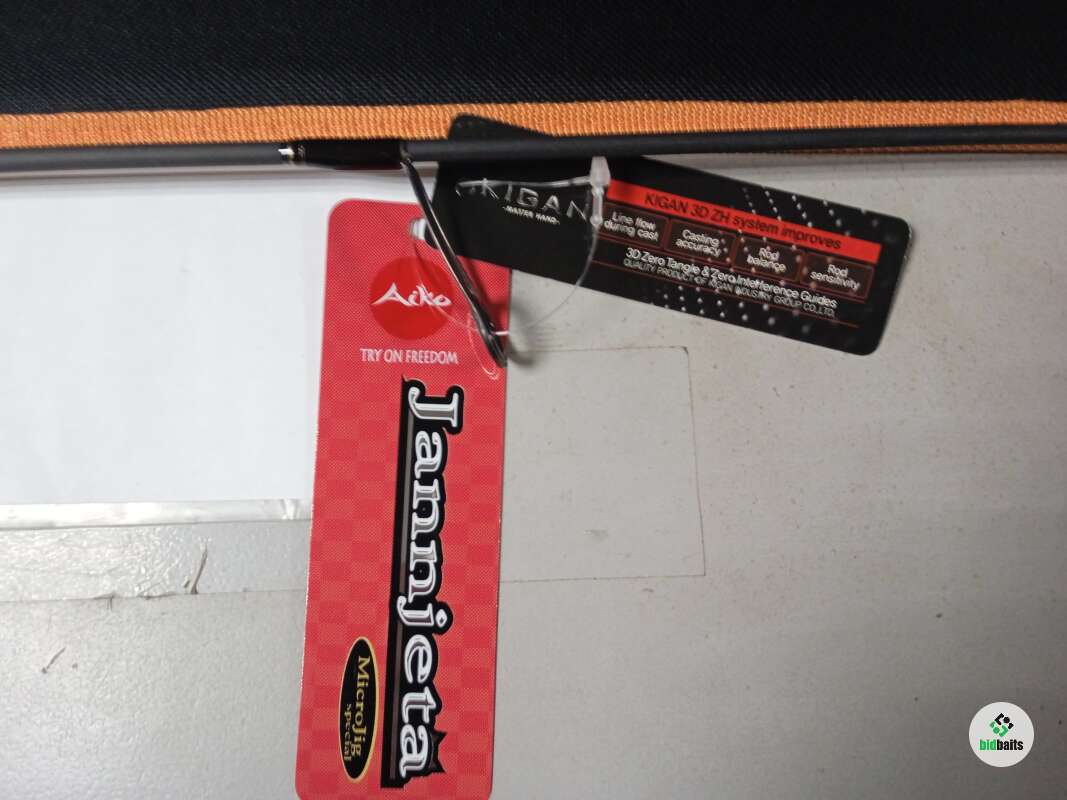 KIGAN
-MASTER HAND-
KIGAN 3D ZH system improves
Line flow
during cast
Casting
accuracy
Rod
balance
Rod
sensitivity
3D Zero Tangle & Zero Interference Guides
QUALITY PRODUCT OF KIGAN INDUSTRY GROUP CO.,LTD.
Aiko
TRY ON FREEDOM
Jannjeta
MicroJig
special
bidbaits